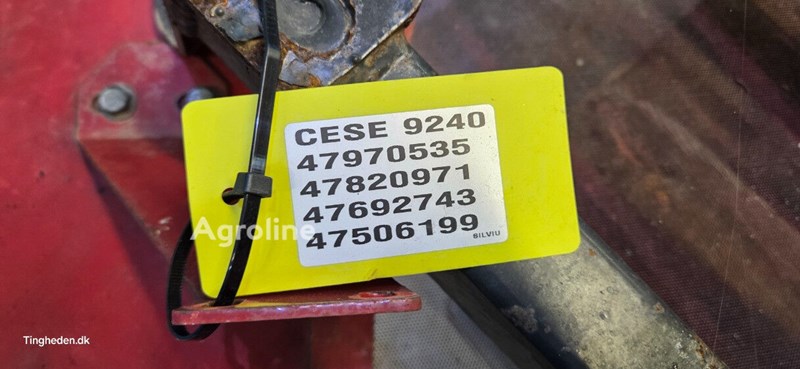 CESE 9240
47970535
47820971
47692743
47506199
SILVIU
Agroline
Tingheden.dk